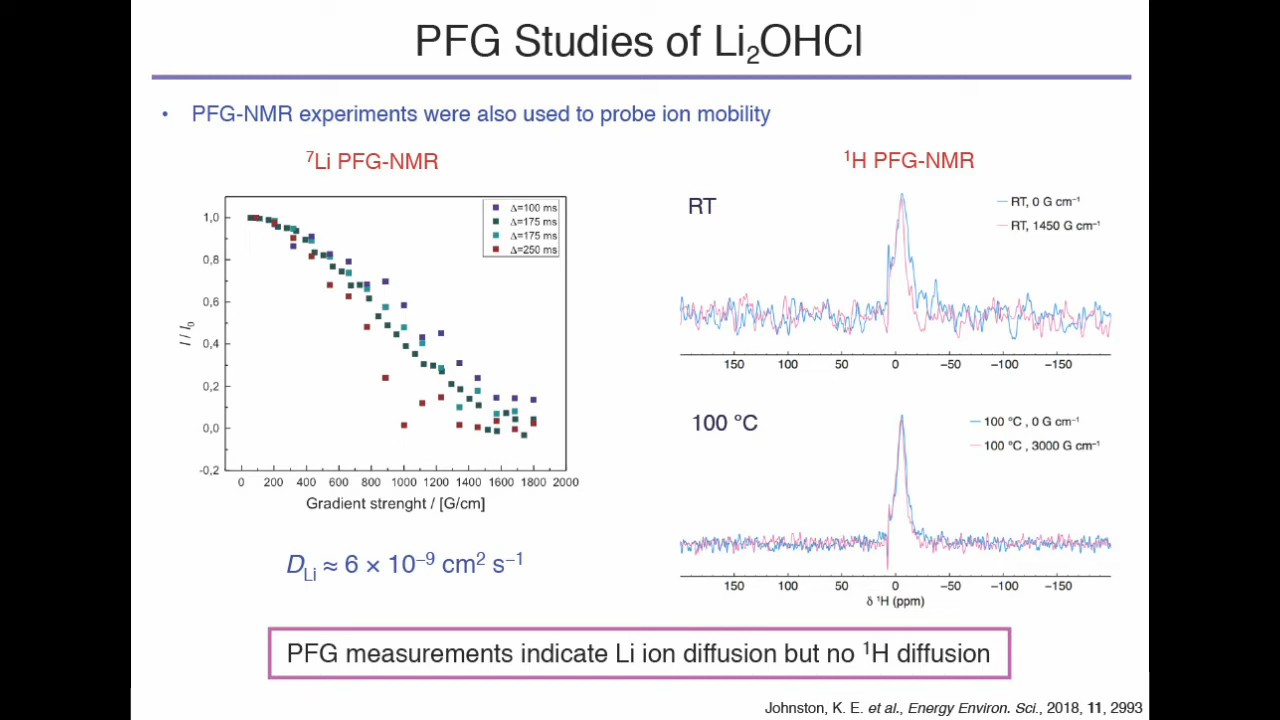 PFG Studies of Li₂OHCl
• PFG-NMR experiments were also used to probe ion mobility
⁷Li PFG-NMR
1,0
0,8
0,6
0,4
0,2
0,0
-0,2
I / I₀
Δ=100 ms
Δ=175 ms
Δ=175 ms
Δ=250 ms
0 200 400 600 800 1000 1200 1400 1600 1800 2000
Gradient strenght / [G/cm]
D_Li ≈ 6 × 10⁻⁹ cm² s⁻¹
¹H PFG-NMR
RT
RT, 0 G cm⁻¹
RT, 1450 G cm⁻¹
150 100 50 0 −50 −100 −150
100 °C
100 °C , 0 G cm⁻¹
100 °C , 3000 G cm⁻¹
150 100 50 0 −50 −100 −150
δ ¹H (ppm)
PFG measurements indicate Li ion diffusion but no ¹H diffusion
Johnston, K. E. et al., Energy Environ. Sci., 2018, 11, 2993